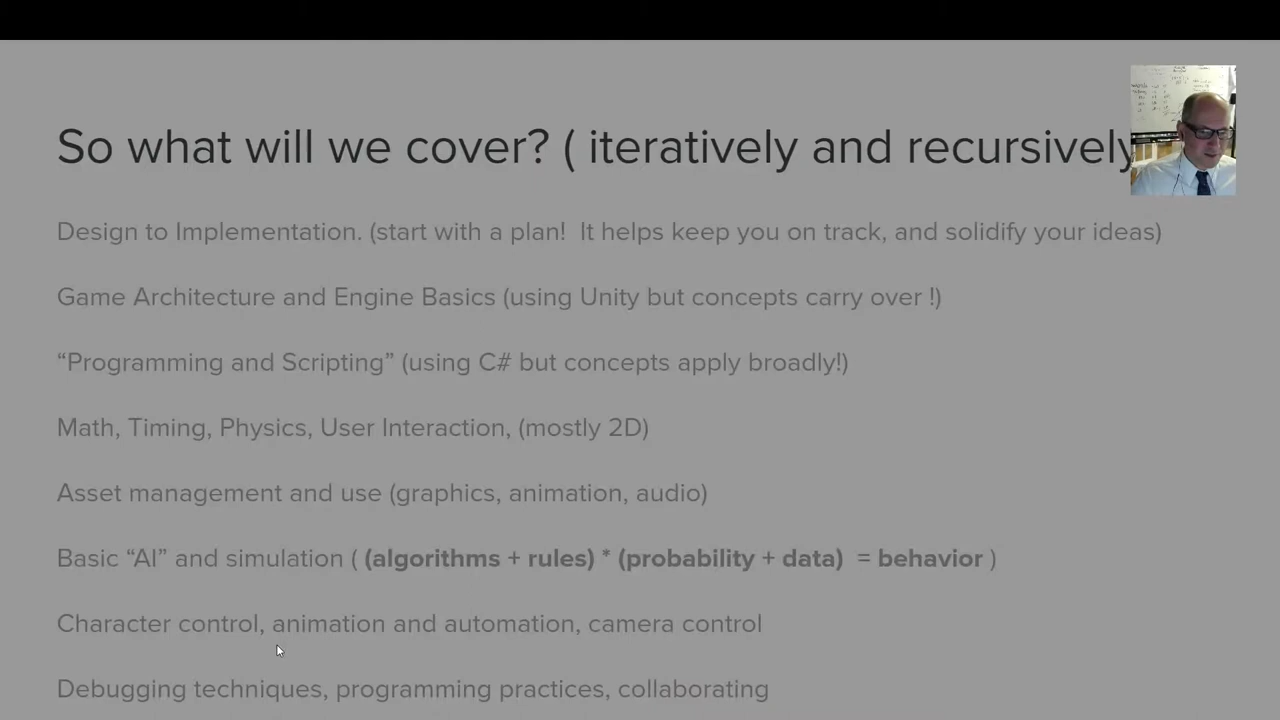 So what will we cover? ( iteratively and recursively
Design to Implementation. (start with a plan!  It helps keep you on track, and solidify your ideas)
Game Architecture and Engine Basics (using Unity but concepts carry over !)
“Programming and Scripting” (using C# but concepts apply broadly!)
Math, Timing, Physics, User Interaction, (mostly 2D)
Asset management and use (graphics, animation, audio)
Basic “AI” and simulation ( (algorithms + rules) * (probability + data)  = behavior )
Character control, animation and automation, camera control
Debugging techniques, programming practices, collaborating